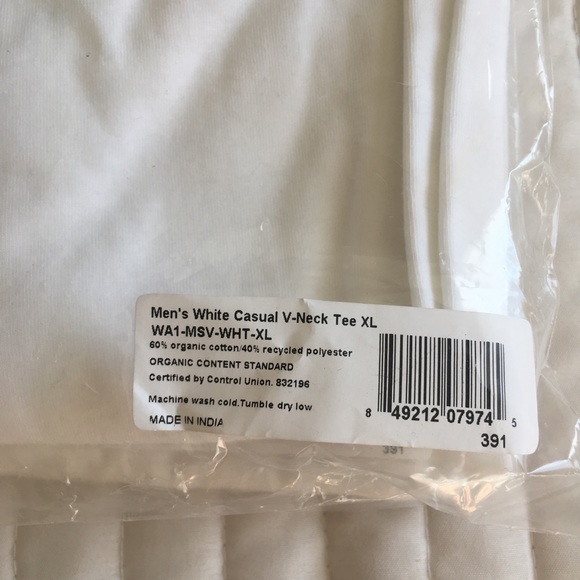 Men's White Casual V-Neck Tee XL
WA1-MSV-WHT-XL
60% organic cotton/40% recycled polyester
ORGANIC CONTENT STANDARD
Certified by Control Union. 832196
Machine wash cold.Tumble dry low
MADE IN INDIA
8 49212 07974 5
391
391